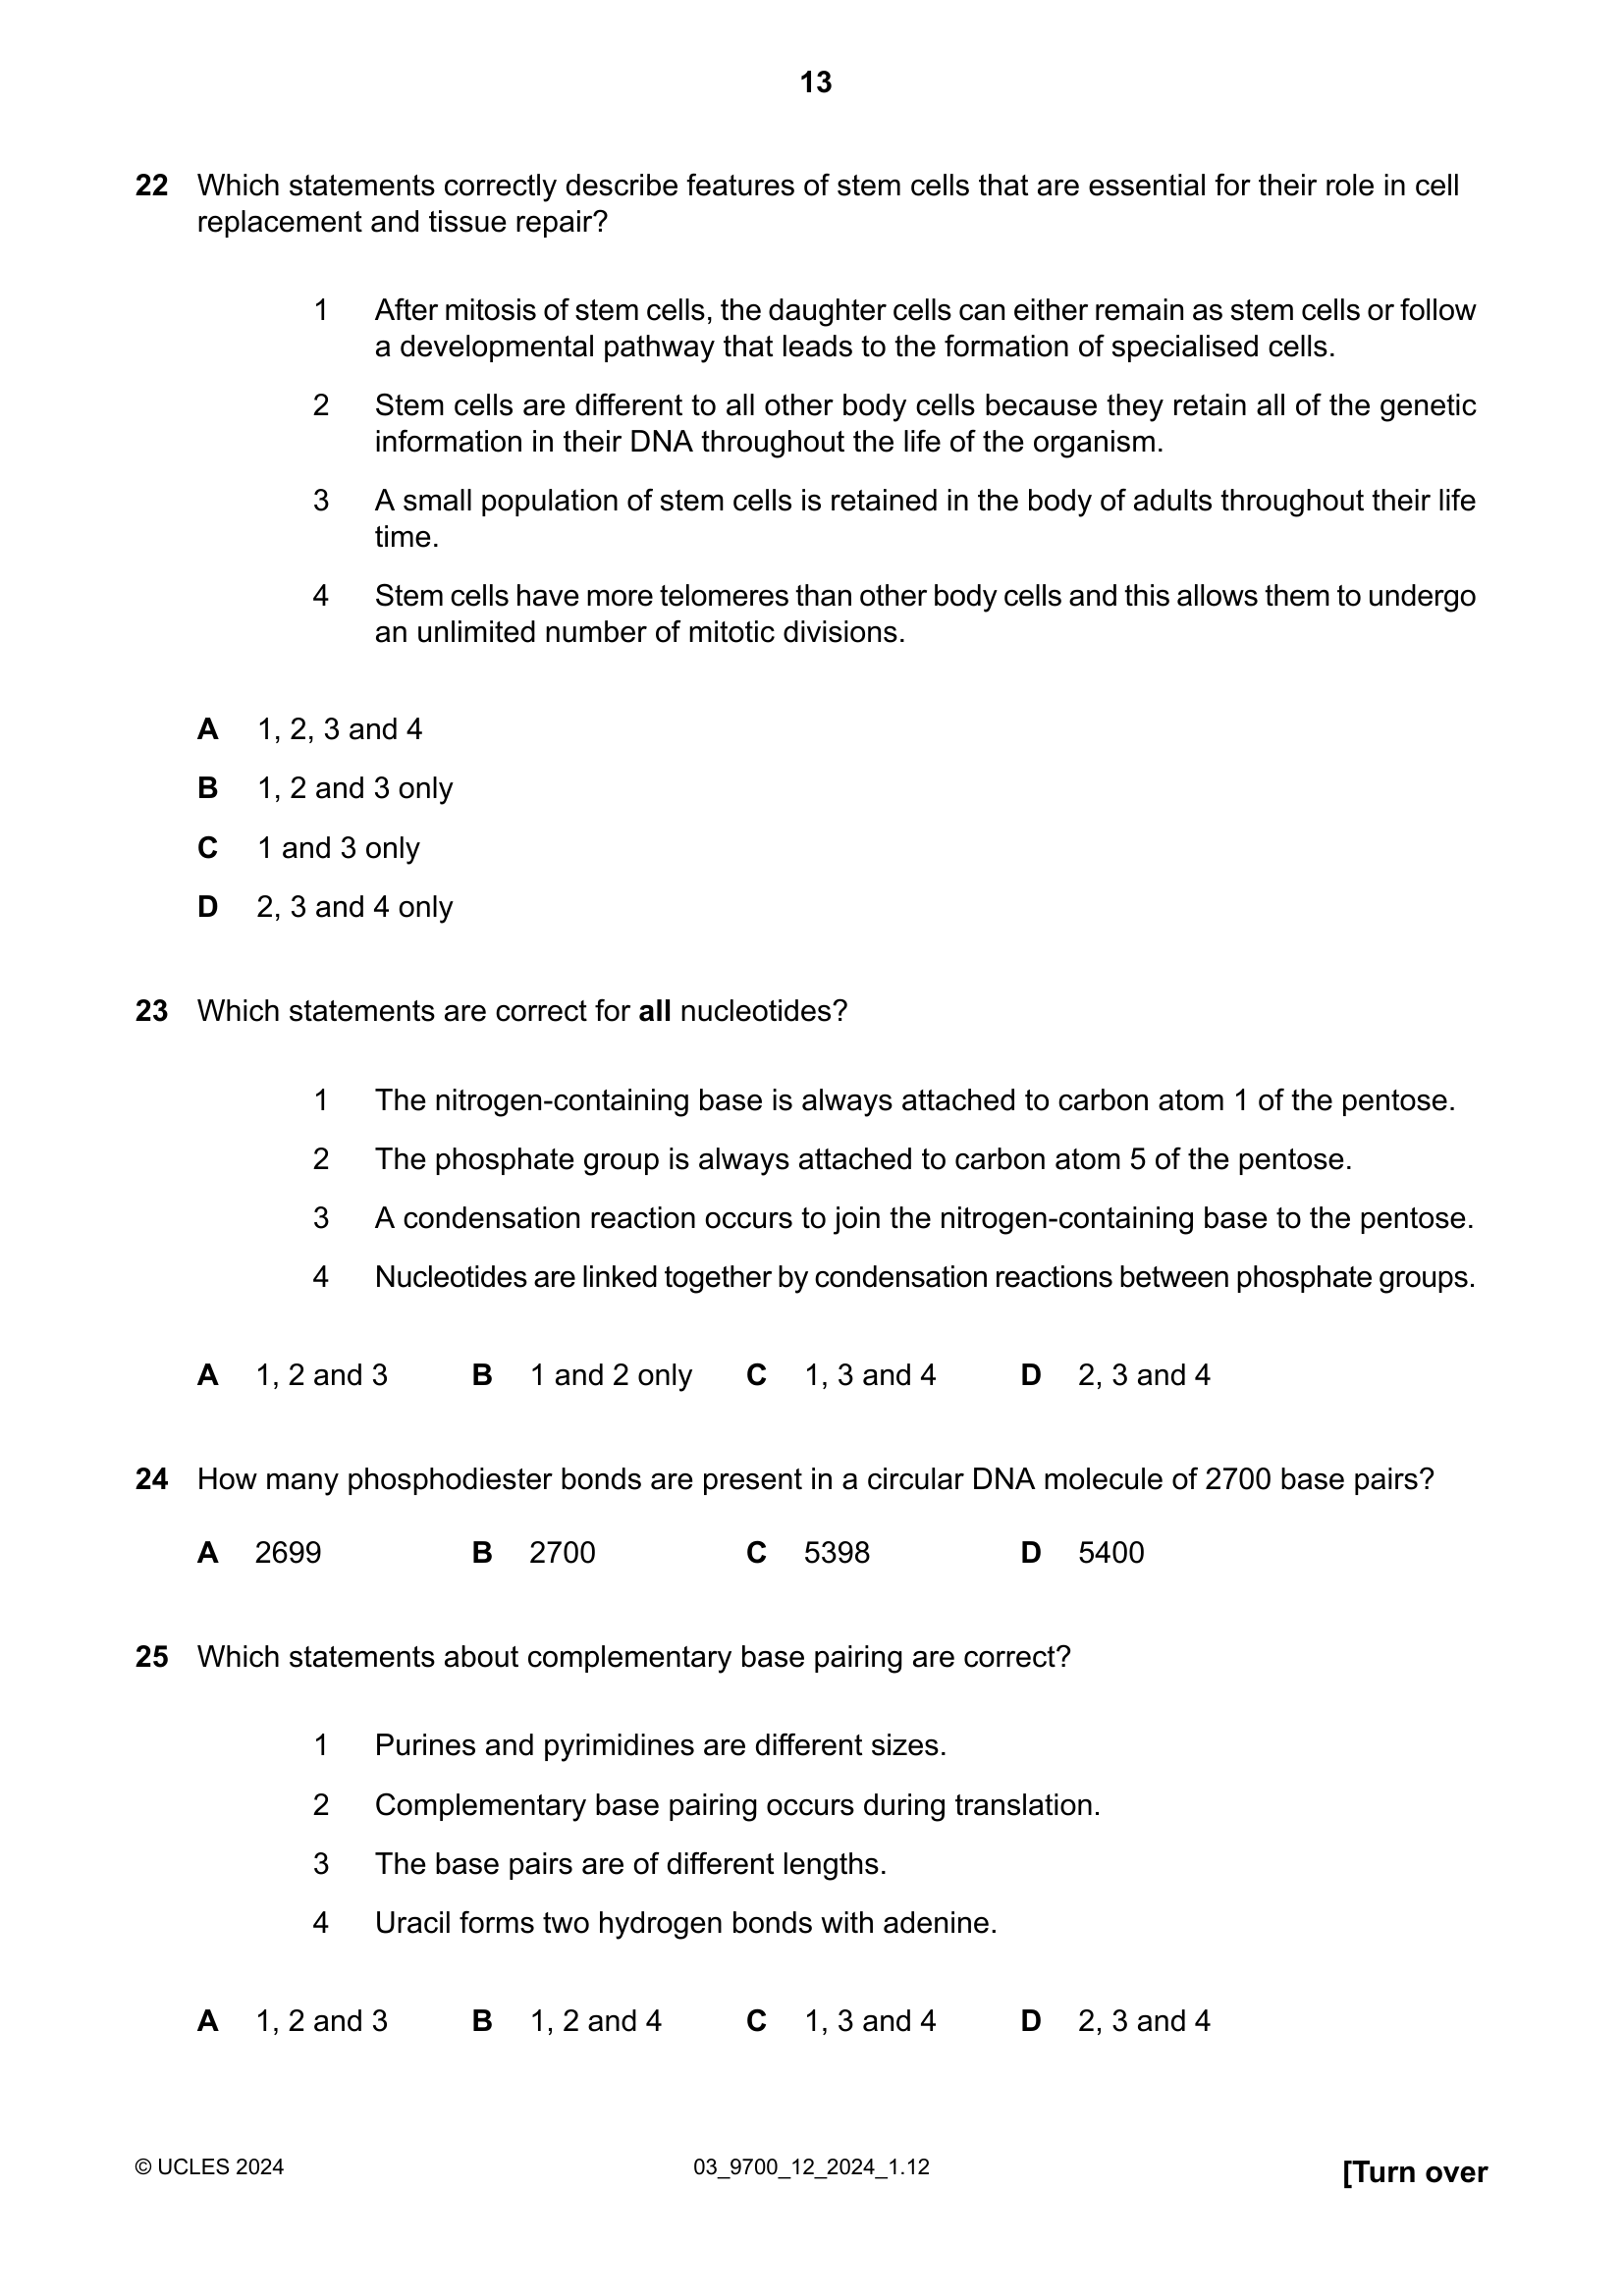 13
22 Which statements correctly describe features of stem cells that are essential for their role in cell
replacement and tissue repair?
1 After mitosis of stem cells, the daughter cells can either remain as stem cells or follow
a developmental pathway that leads to the formation of specialised cells.
2 Stem cells are different to all other body cells because they retain all of the genetic
information in their DNA throughout the life of the organism.
3 A small population of stem cells is retained in the body of adults throughout their life
time.
4 Stem cells have more telomeres than other body cells and this allows them to undergo
an unlimited number of mitotic divisions.
A 1, 2, 3 and 4
B 1, 2 and 3 only
C 1 and 3 only
D 2, 3 and 4 only
23 Which statements are correct for all nucleotides?
1 The nitrogen-containing base is always attached to carbon atom 1 of the pentose.
2 The phosphate group is always attached to carbon atom 5 of the pentose.
3 A condensation reaction occurs to join the nitrogen-containing base to the pentose.
4 Nucleotides are linked together by condensation reactions between phosphate groups.
A 1, 2 and 3 B 1 and 2 only C 1, 3 and 4 D 2, 3 and 4
24 How many phosphodiester bonds are present in a circular DNA molecule of 2700 base pairs?
A 2699 B 2700 C 5398 D 5400
25 Which statements about complementary base pairing are correct?
1 Purines and pyrimidines are different sizes.
2 Complementary base pairing occurs during translation.
3 The base pairs are of different lengths.
4 Uracil forms two hydrogen bonds with adenine.
A 1, 2 and 3 B 1, 2 and 4 C 1, 3 and 4 D 2, 3 and 4
© UCLES 2024 03_9700_12_2024_1.12 [Turn over